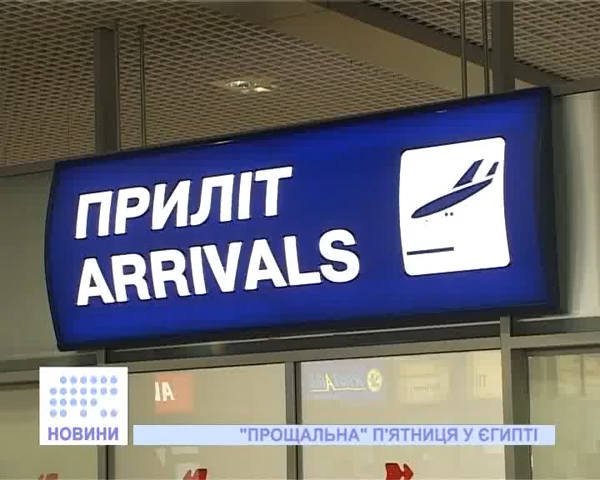 ПРИЛІТ
ARRIVALS
НОВИНИ
"ПРОЩАЛЬНА" П'ЯТНИЦЯ У ЄГИПТІ